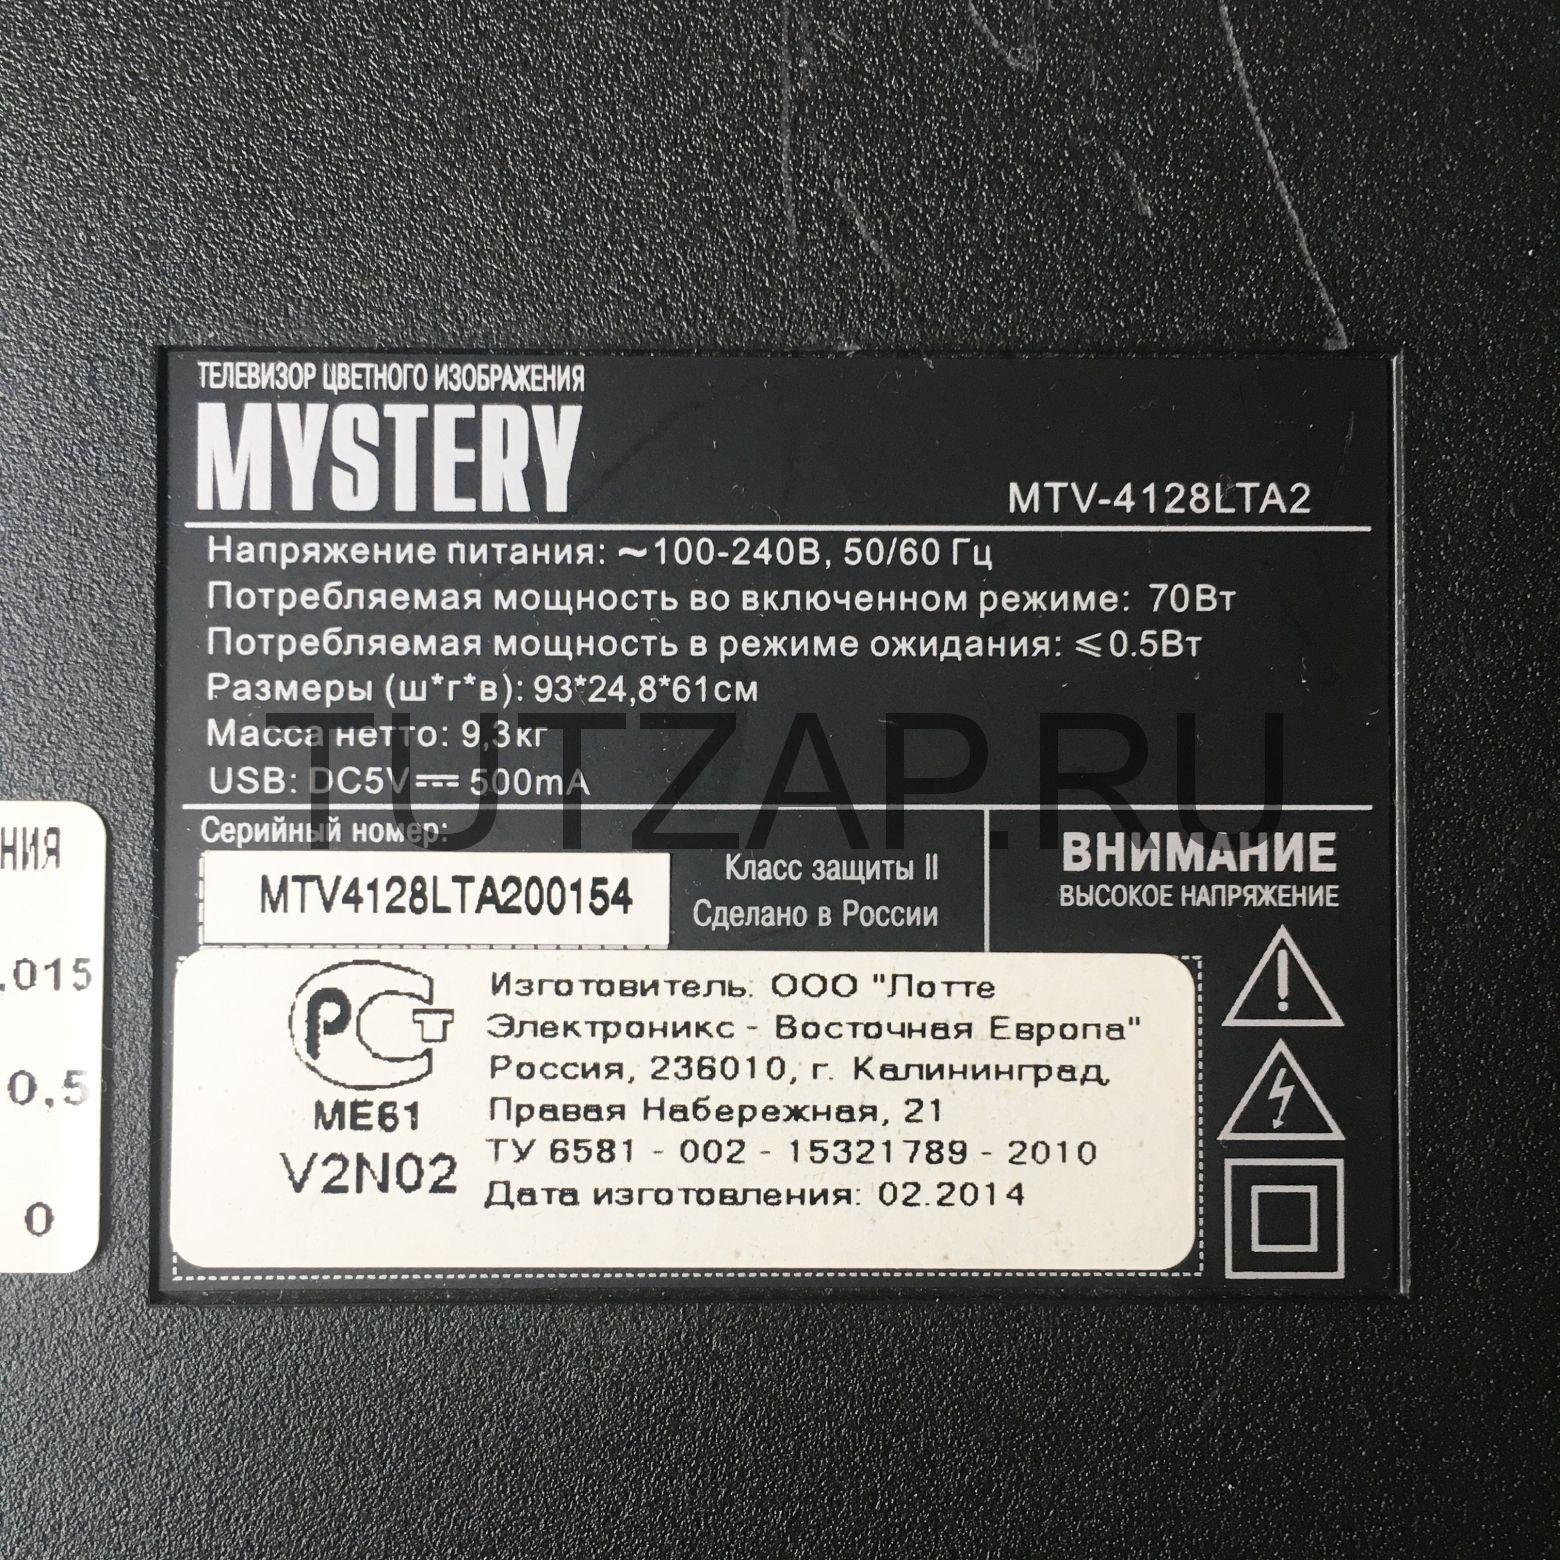 ТЕЛЕВИЗОР ЦВЕТНОГО ИЗОБРАЖЕНИЯ
MYSTERY
MTV-4128LTA2
Напряжение питания: ~100-240В, 50/60 Гц
Потребляемая мощность во включенном режиме: 70Вт
Потребляемая мощность в режиме ожидания: ≤0.5Вт
Размеры (ш*г*в): 93*24,8*61см
Масса нетто: 9,3кг
USB: DC5V⎓500mA
TUTZAP.RU
Серийный номер:
MTV4128LTA200154
Класс защиты II
Сделано в России
ВНИМАНИЕ
ВЫСОКОЕ НАПРЯЖЕНИЕ
РСТ
ME61
V2N02
Изготовитель: ООО "Лотте
Электроникс - Восточная Европа"
Россия, 236010, г. Калининград,
Правая Набережная, 21
ТУ 6581 - 002 - 15321789 - 2010
Дата изготовления: 02.2014
.015
0,5
0